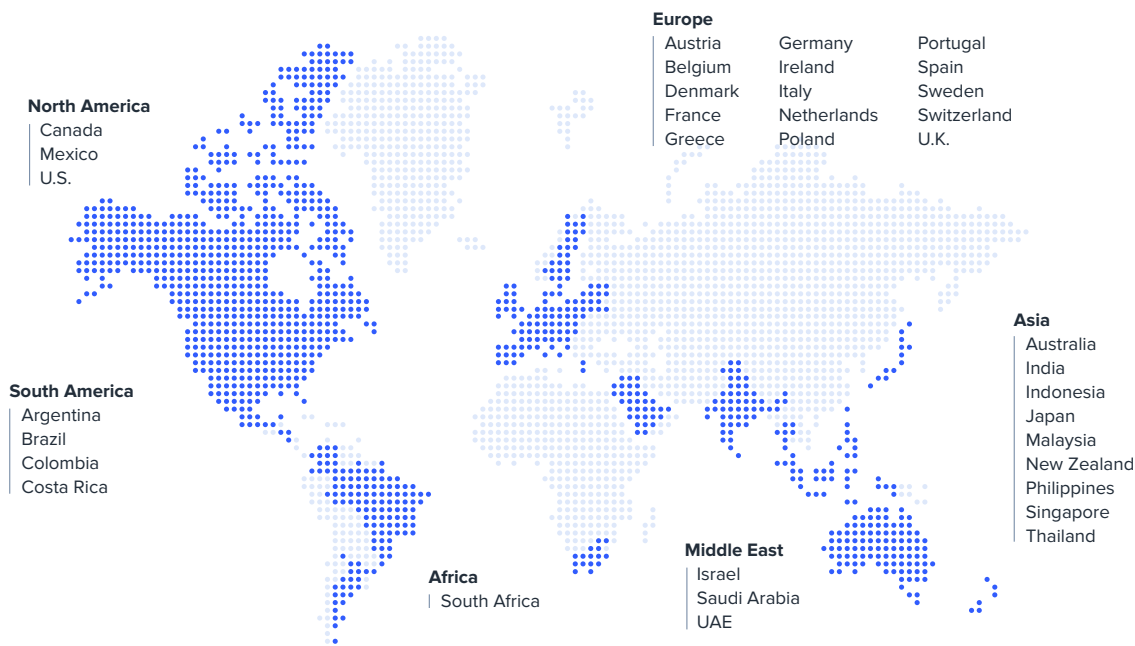 Europe
Austria
Belgium
Denmark
France
Greece
Germany
Ireland
Italy
Netherlands
Poland
Portugal
Spain
Sweden
Switzerland
U.K.
North America
Canada
Mexico
U.S.
Asia
Australia
India
Indonesia
Japan
Malaysia
New Zealand
Philippines
Singapore
Thailand
South America
Argentina
Brazil
Colombia
Costa Rica
Middle East
Israel
Saudi Arabia
UAE
Africa
South Africa